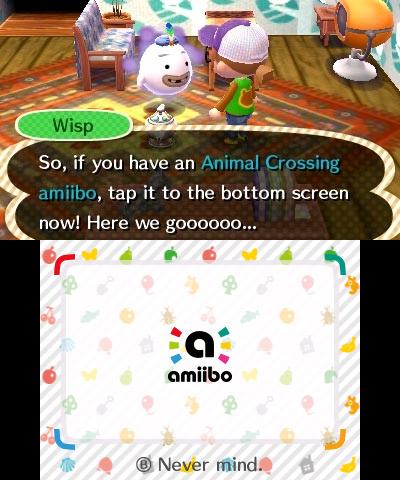 Wisp
So, if you have an Animal Crossing
amiibo, tap it to the bottom screen
now! Here we goooooo...
a
amiibo
Ⓑ Never mind.